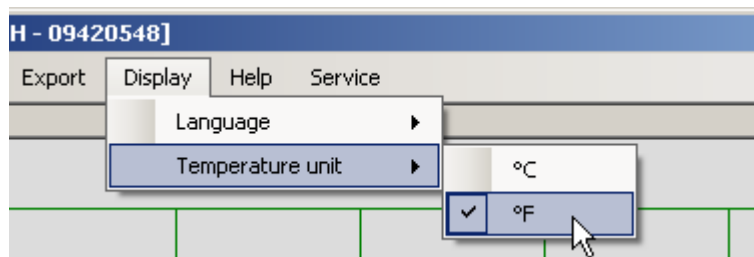 H - 09420548]
Export Display Help Service
Language
Temperature unit
°C
°F